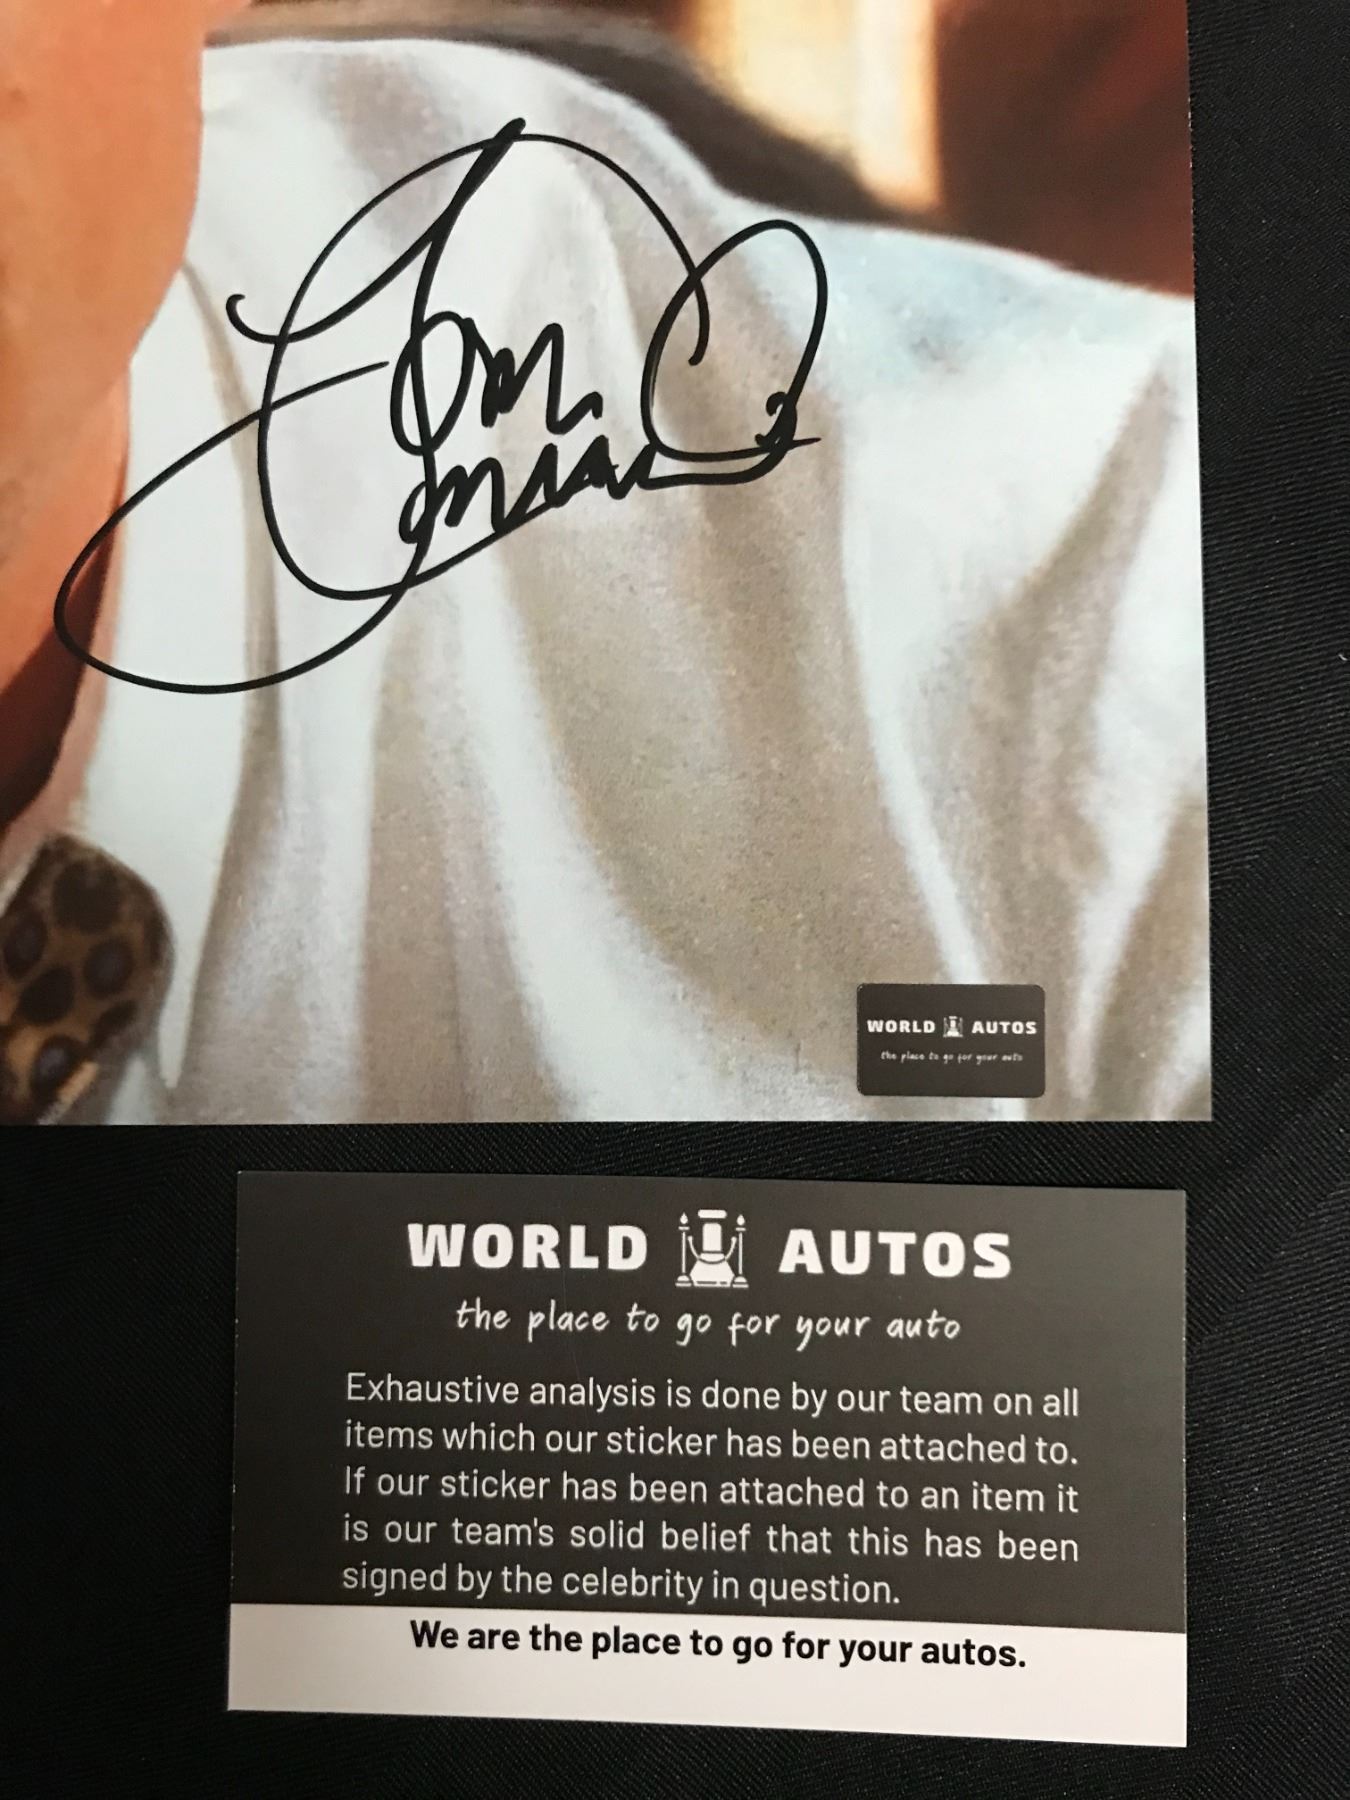 Tom
WORLD AUTOS
the place to go for your auto
WORLD AUTOS
the place to go for your auto
Exhaustive analysis is done by our team on all
items which our sticker has been attached to.
If our sticker has been attached to an item it
is our team's solid belief that this has been
signed by the celebrity in question.
We are the place to go for your autos.